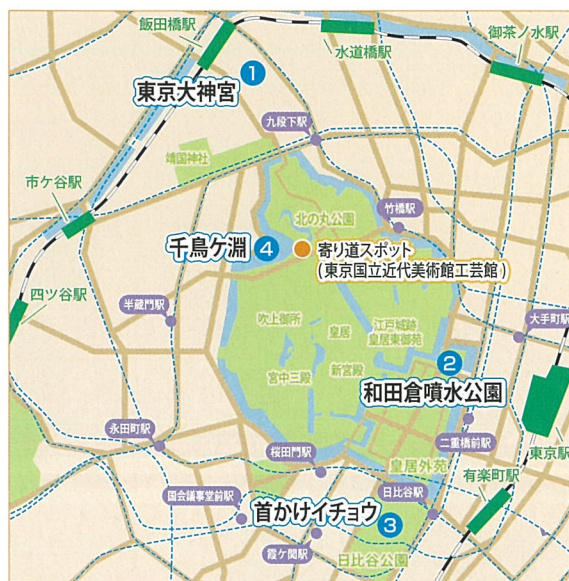 飯田橋駅
水道橋駅
御茶ノ水駅
1
東京大神宮
九段下駅
靖国神社
市ケ谷駅
北の丸公園
竹橋駅
千鳥ケ淵
4
寄り道スポット
(東京国立近代美術館工芸館)
四ツ谷駅
半蔵門駅
吹上御所
皇居
江戸城跡
皇居東御苑
大手町駅
宮中三殿
新宮殿
2
和田倉噴水公園
永田町駅
二重橋前駅
東京駅
桜田門駅
皇居外苑
有楽町駅
国会議事堂前駅
首かけイチョウ
3
日比谷駅
霞ケ関駅
日比谷公園